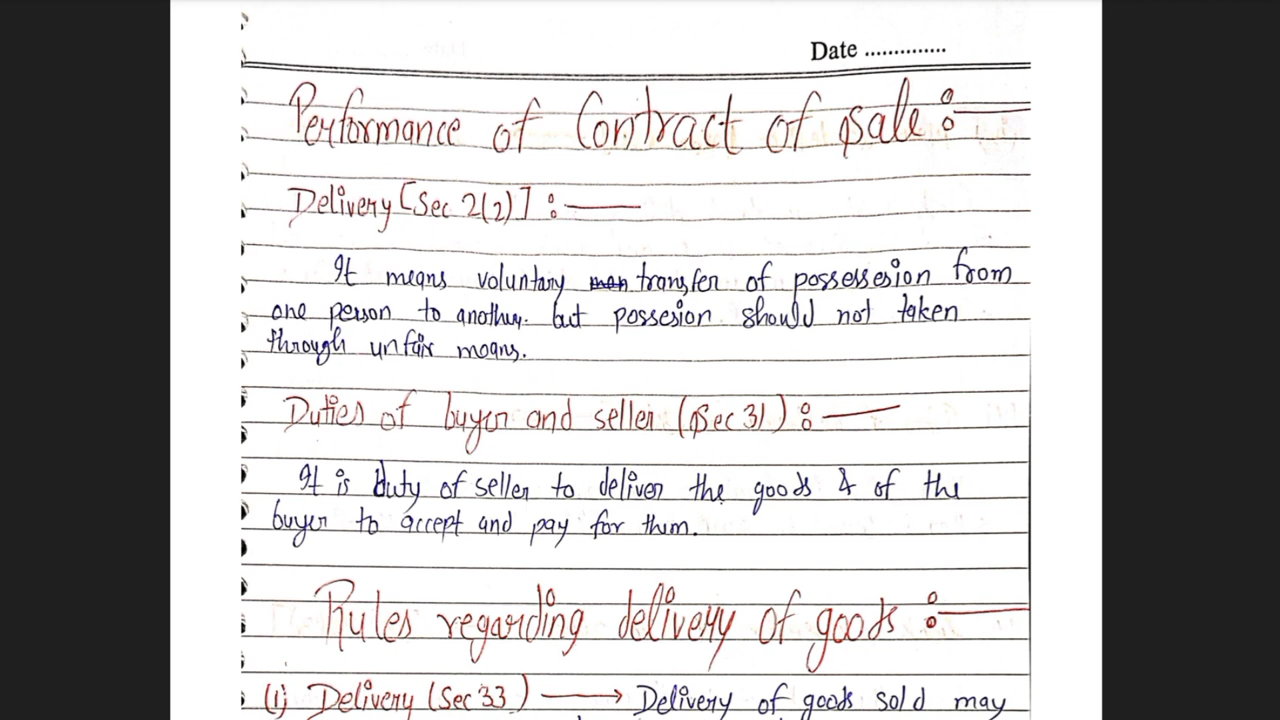 Date ..............
Performance of Contract of sale :—
Delivery [Sec 2(2)] :—
It means voluntary transfer of possessesion from
one person to another. but possesion should not taken
through unfair means.
Duties of buyer and seller (Sec 31) :—
It is duty of seller to deliver the goods & of the
buyer to accept and pay for them.
Rules regarding delivery of goods :—
(1) Delivery (Sec 33) → Delivery of goods sold may